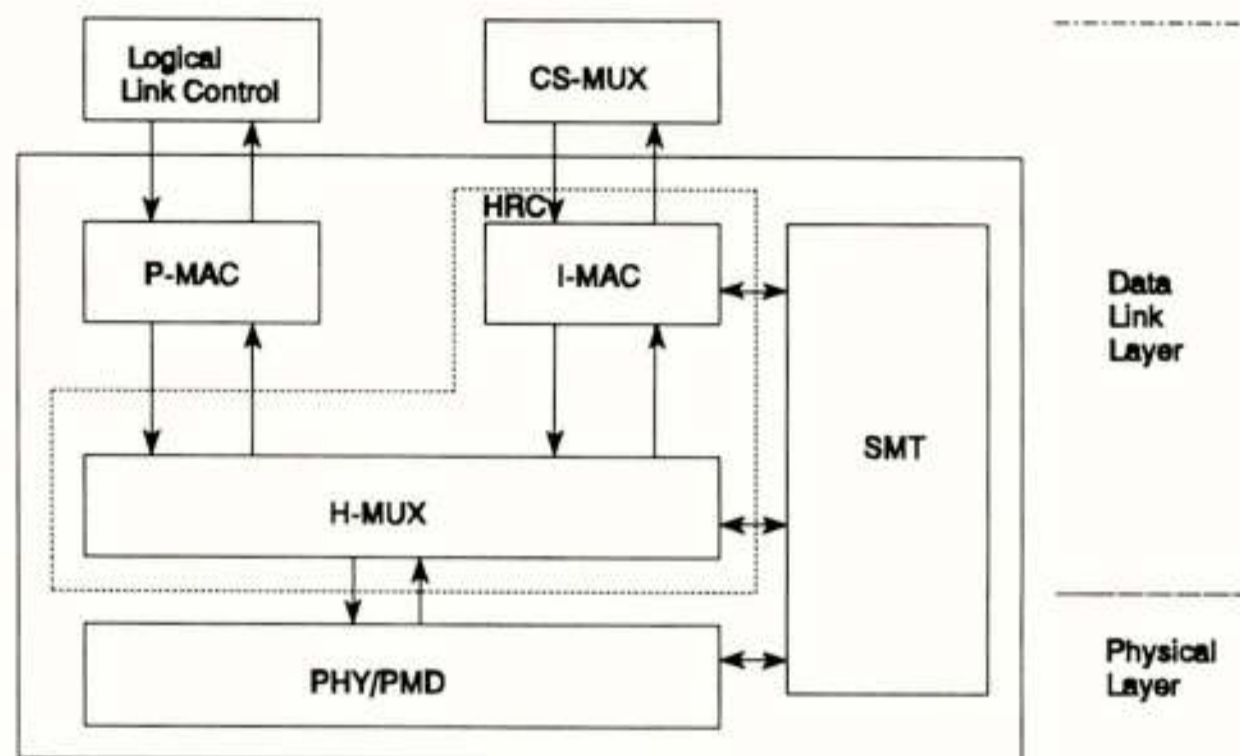 Logical
Link Control
CS-MUX
HRC
P-MAC
I-MAC
Data
Link
Layer
SMT
H-MUX
Physical
Layer
PHY/PMD